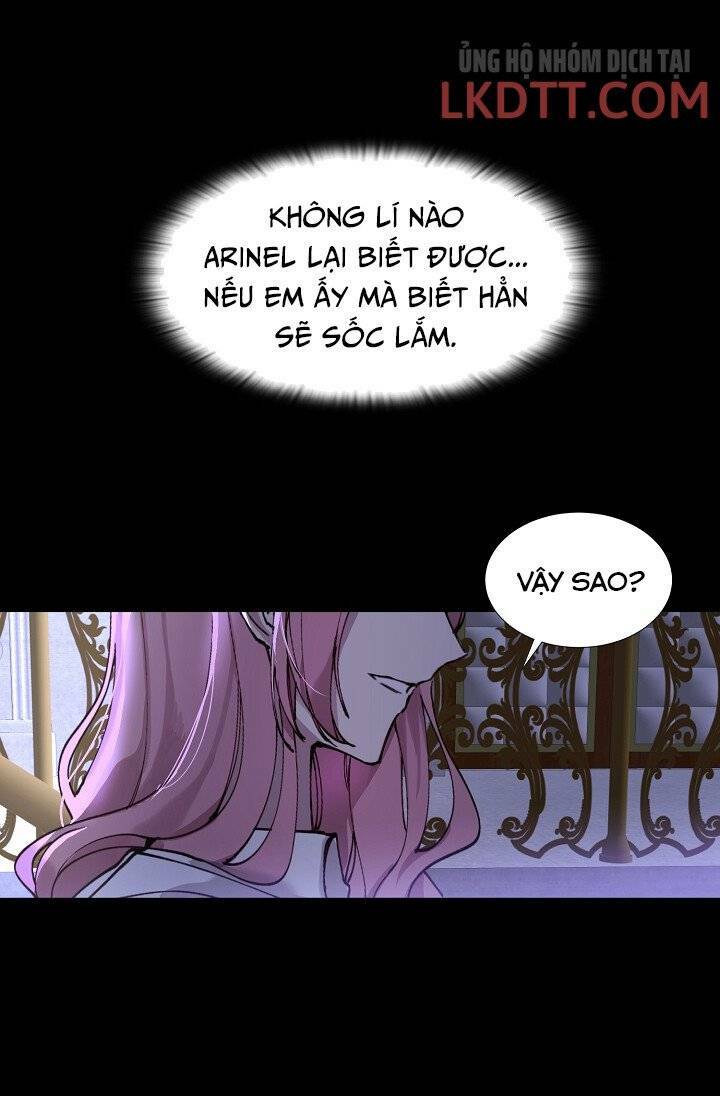 ỦNG HỘ NHÓM DỊCH TẠI
LKDTT.COM
KHÔNG LÍ NÀO
ARINEL LẠI BIẾT ĐƯỢC...
NẾU EM ẤY MÀ BIẾT HẲN
SẼ SỐC LẮM.
VẬY SAO?